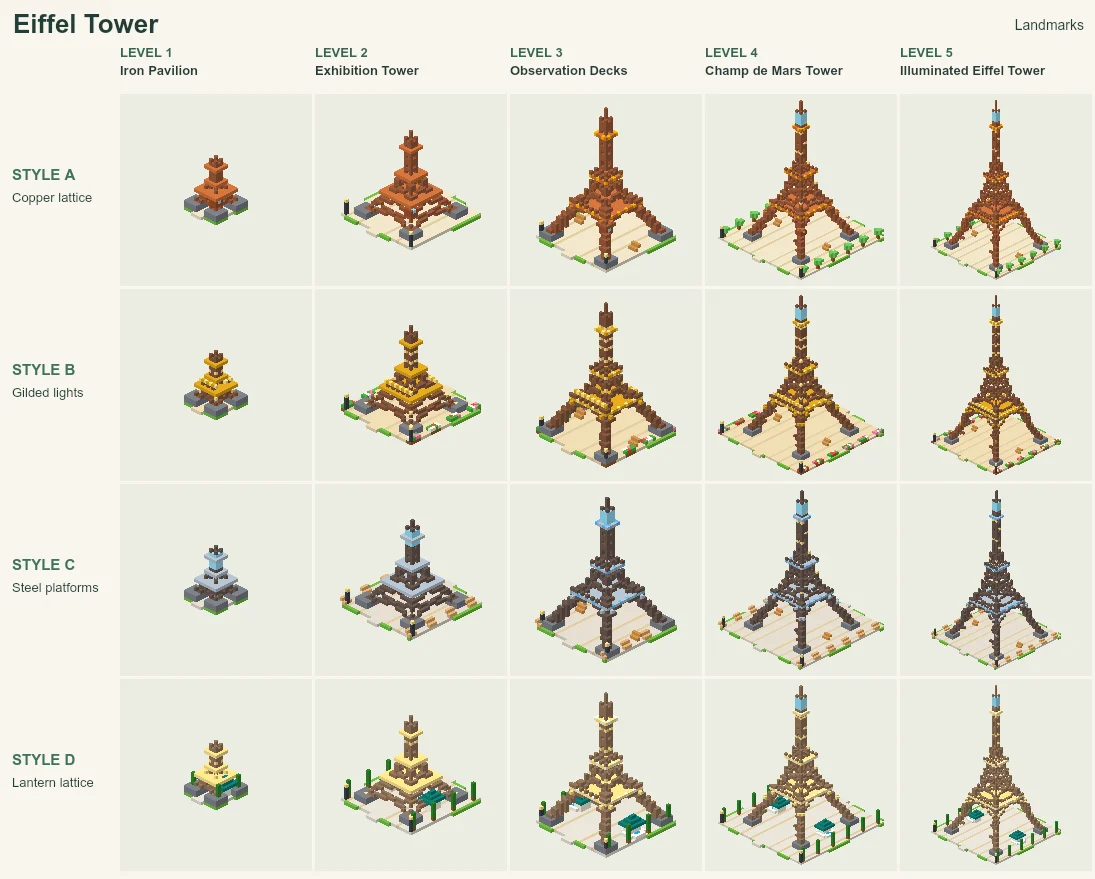 Eiffel Tower
Landmarks
LEVEL 1
Iron Pavilion
LEVEL 2
Exhibition Tower
LEVEL 3
Observation Decks
LEVEL 4
Champ de Mars Tower
LEVEL 5
Illuminated Eiffel Tower
STYLE A
Copper lattice
STYLE B
Gilded lights
STYLE C
Steel platforms
STYLE D
Lantern lattice